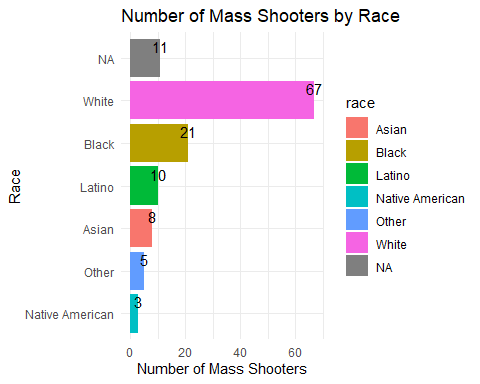 Number of Mass Shooters by Race
NA
11
White
67
Black
21
Latino
10
Asian
8
Other
5
Native American
3
0
20
40
60
Number of Mass Shooters
Race
race
Asian
Black
Latino
Native American
Other
White
NA